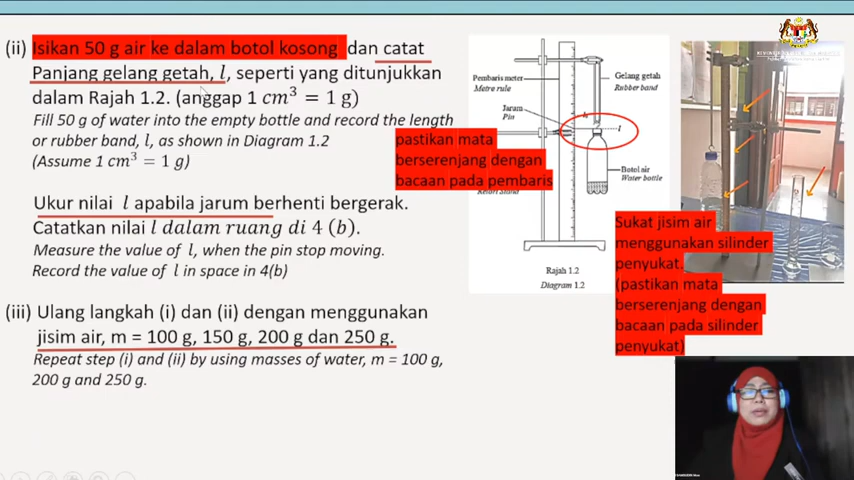 (ii) Isikan 50 g air ke dalam botol kosong dan catat
Panjang gelang getah, l, seperti yang ditunjukkan
dalam Rajah 1.2. (anggap 1 cm³ = 1 g)
Fill 50 g of water into the empty bottle and record the length
or rubber band, l, as shown in Diagram 1.2
(Assume 1 cm³ = 1 g)
Ukur nilai l apabila jarum berhenti bergerak.
Catatkan nilai l dalam ruang di 4 (b).
Measure the value of l, when the pin stop moving.
Record the value of l in space in 4(b)
(iii) Ulang langkah (i) dan (ii) dengan menggunakan
jisim air, m = 100 g, 150 g, 200 g dan 250 g.
Repeat step (i) and (ii) by using masses of water, m = 100 g,
200 g and 250 g.
Pembaris meter
Metre rule
Gelang getah
Rubber band
Jarum
Pin
l
pastikan mata
berserenjang dengan
bacaan pada pembaris
Botol air
Water bottle
Retort stand
Rajah 1.2
Diagram 1.2
Sukat jisim air
menggunakan silinder
penyukat.
(pastikan mata
berserenjang dengan
bacaan pada silinder
penyukat)